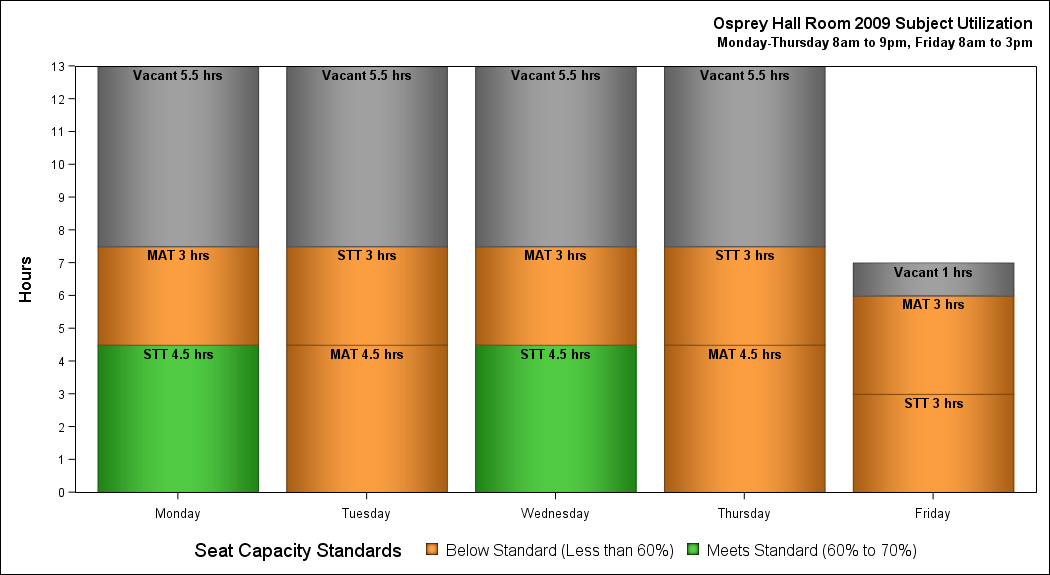 Osprey Hall Room 2009 Subject Utilization
Monday-Thursday 8am to 9pm, Friday 8am to 3pm
Hours
13
12
11
10
9
8
7
6
5
4
3
2
1
0
Vacant 5.5 hrs
MAT 3 hrs
STT 4.5 hrs
Vacant 5.5 hrs
STT 3 hrs
MAT 4.5 hrs
Vacant 5.5 hrs
MAT 3 hrs
STT 4.5 hrs
Vacant 5.5 hrs
STT 3 hrs
MAT 4.5 hrs
Vacant 1 hrs
MAT 3 hrs
STT 3 hrs
Monday Tuesday Wednesday Thursday Friday
Seat Capacity Standards Below Standard (Less than 60%) Meets Standard (60% to 70%)